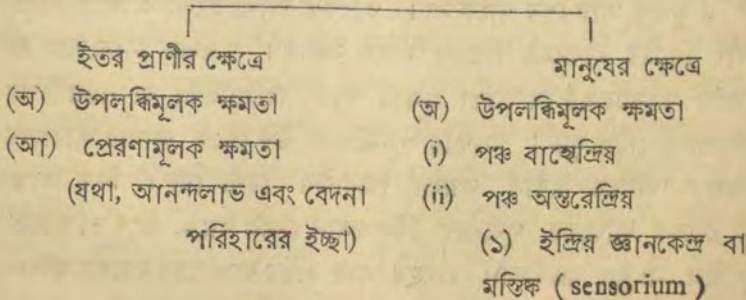 ইতর প্রাণীর ক্ষেত্রে
(অ) উপলব্ধিমূলক ক্ষমতা
(আ) প্রেরণামূলক ক্ষমতা
(যথা, আনন্দলাভ এবং বেদনা
পরিহারের ইচ্ছা)
মানুষের ক্ষেত্রে
(অ) উপলব্ধিমূলক ক্ষমতা
(i) পঞ্চ বাহ্যেন্দ্রিয়
(ii) পঞ্চ অন্তরেন্দ্রিয়
(১) ইন্দ্রিয় জ্ঞানকেন্দ্র বা
মস্তিষ্ক (sensorium)